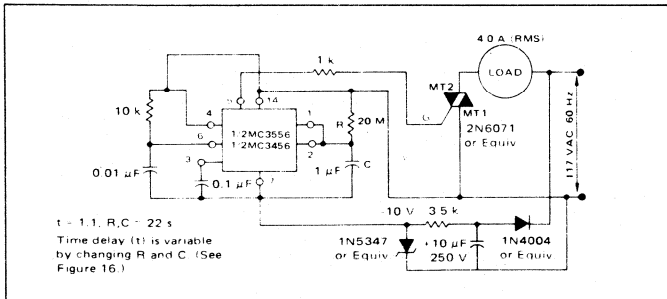 4.0 A (RMS)
1 k
LOAD
MT2
5
14
10 k
4
1
R
20 M
G
MT1
2N6071
or Equiv
117 VAC 60 Hz
1/2MC3556
1/2MC3456
6
2
3
C
0.01 µF
0.1 µF
7
1 µF
-10 V
3.5 k
t = 1.1, R,C = 22 s
Time delay (t) is variable
by changing R and C (See
Figure 16.)
1N5347
or Equiv
+10 µF
250 V
1N4004
or Equiv